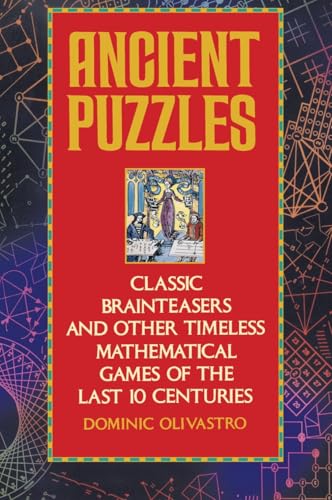 ANCIENT
PUZZLES
CLASSIC
BRAINTEASERS
AND OTHER TIMELESS
MATHEMATICAL
GAMES OF THE
LAST 10 CENTURIES
DOMINIC OLIVASTRO